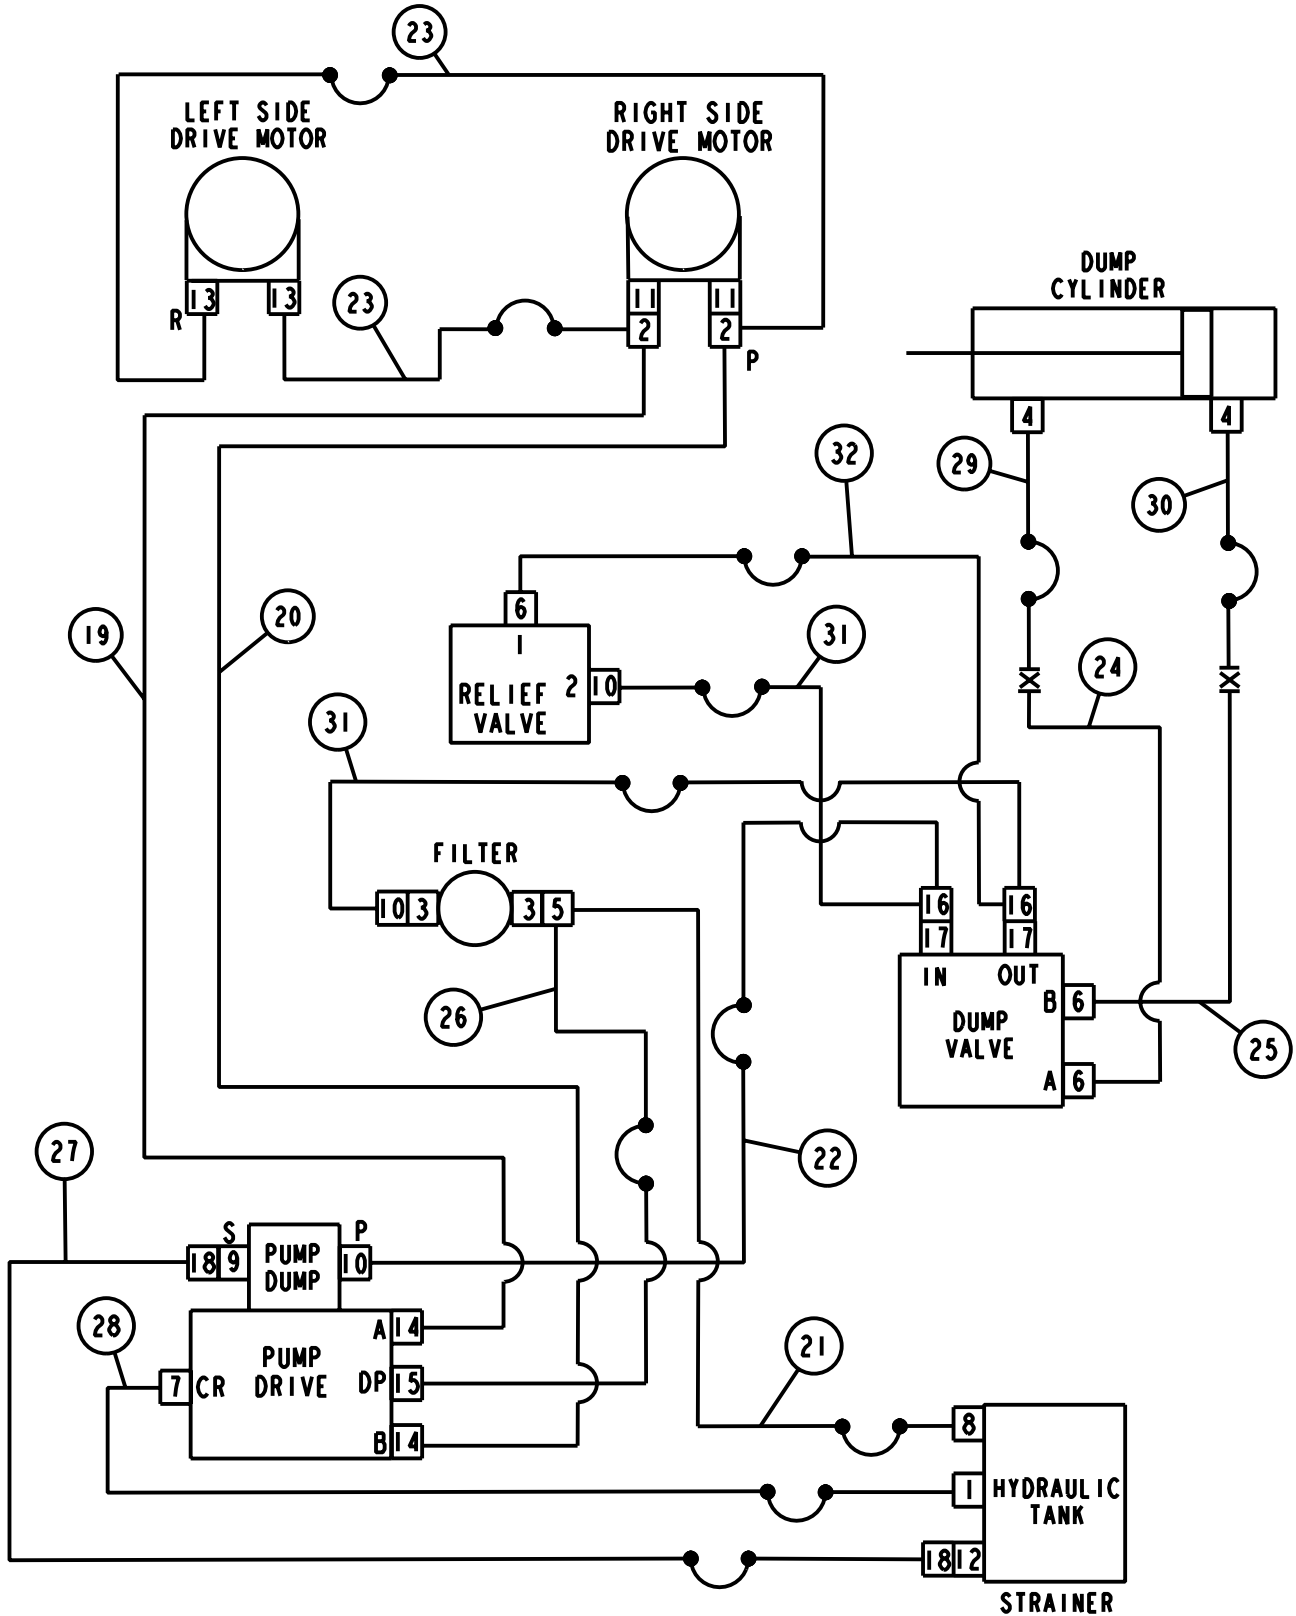 23
LEFT SIDE
DRIVE MOTOR
RIGHT SIDE
DRIVE MOTOR
13
13
R
23
11
11
2
2
P
DUMP
CYLINDER
4
4
32
29
30
6
1
2
10
RELIEF
VALVE
31
24
19
20
31
FILTER
10
3
3
5
16
16
17
17
IN
OUT
B
6
DUMP
VALVE
A
6
25
26
27
22
S
P
18
9
PUMP
DUMP
10
28
A
14
PUMP
DRIVE
7
CR
DP
15
B
14
21
8
1
HYDRAULIC
TANK
18
12
STRAINER